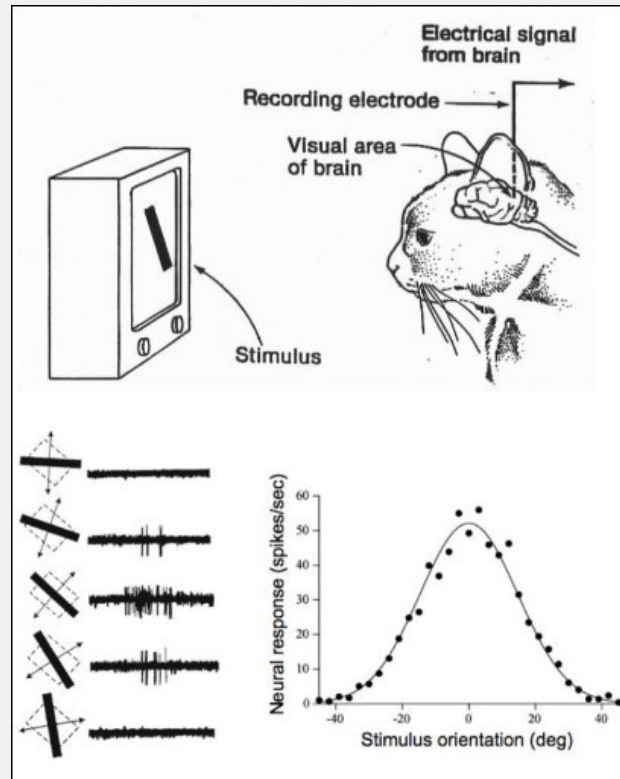 Electrical signal
from brain
Recording electrode
Visual area
of brain
Stimulus
Neural response (spikes/sec)
60
50
40
30
20
10
0
-40 -20 0 20 40
Stimulus orientation (deg)